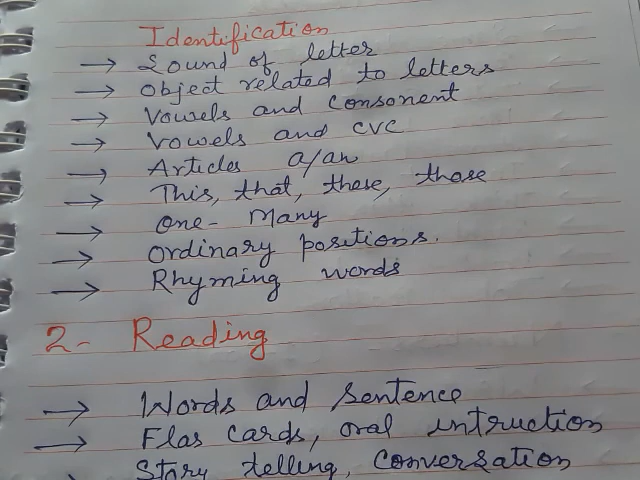 Identification
→ Sound of letter
→ Object related to letters
→ Vowels and Consonent
→ Vowels and CVC
→ Articles a/an
→ This, that, these, those
→ One - Many
→ Ordinary positions.
→ Rhyming words
2- Reading
→ Words and sentence
→ Flas cards, oral intruction
→ Story telling, conversation